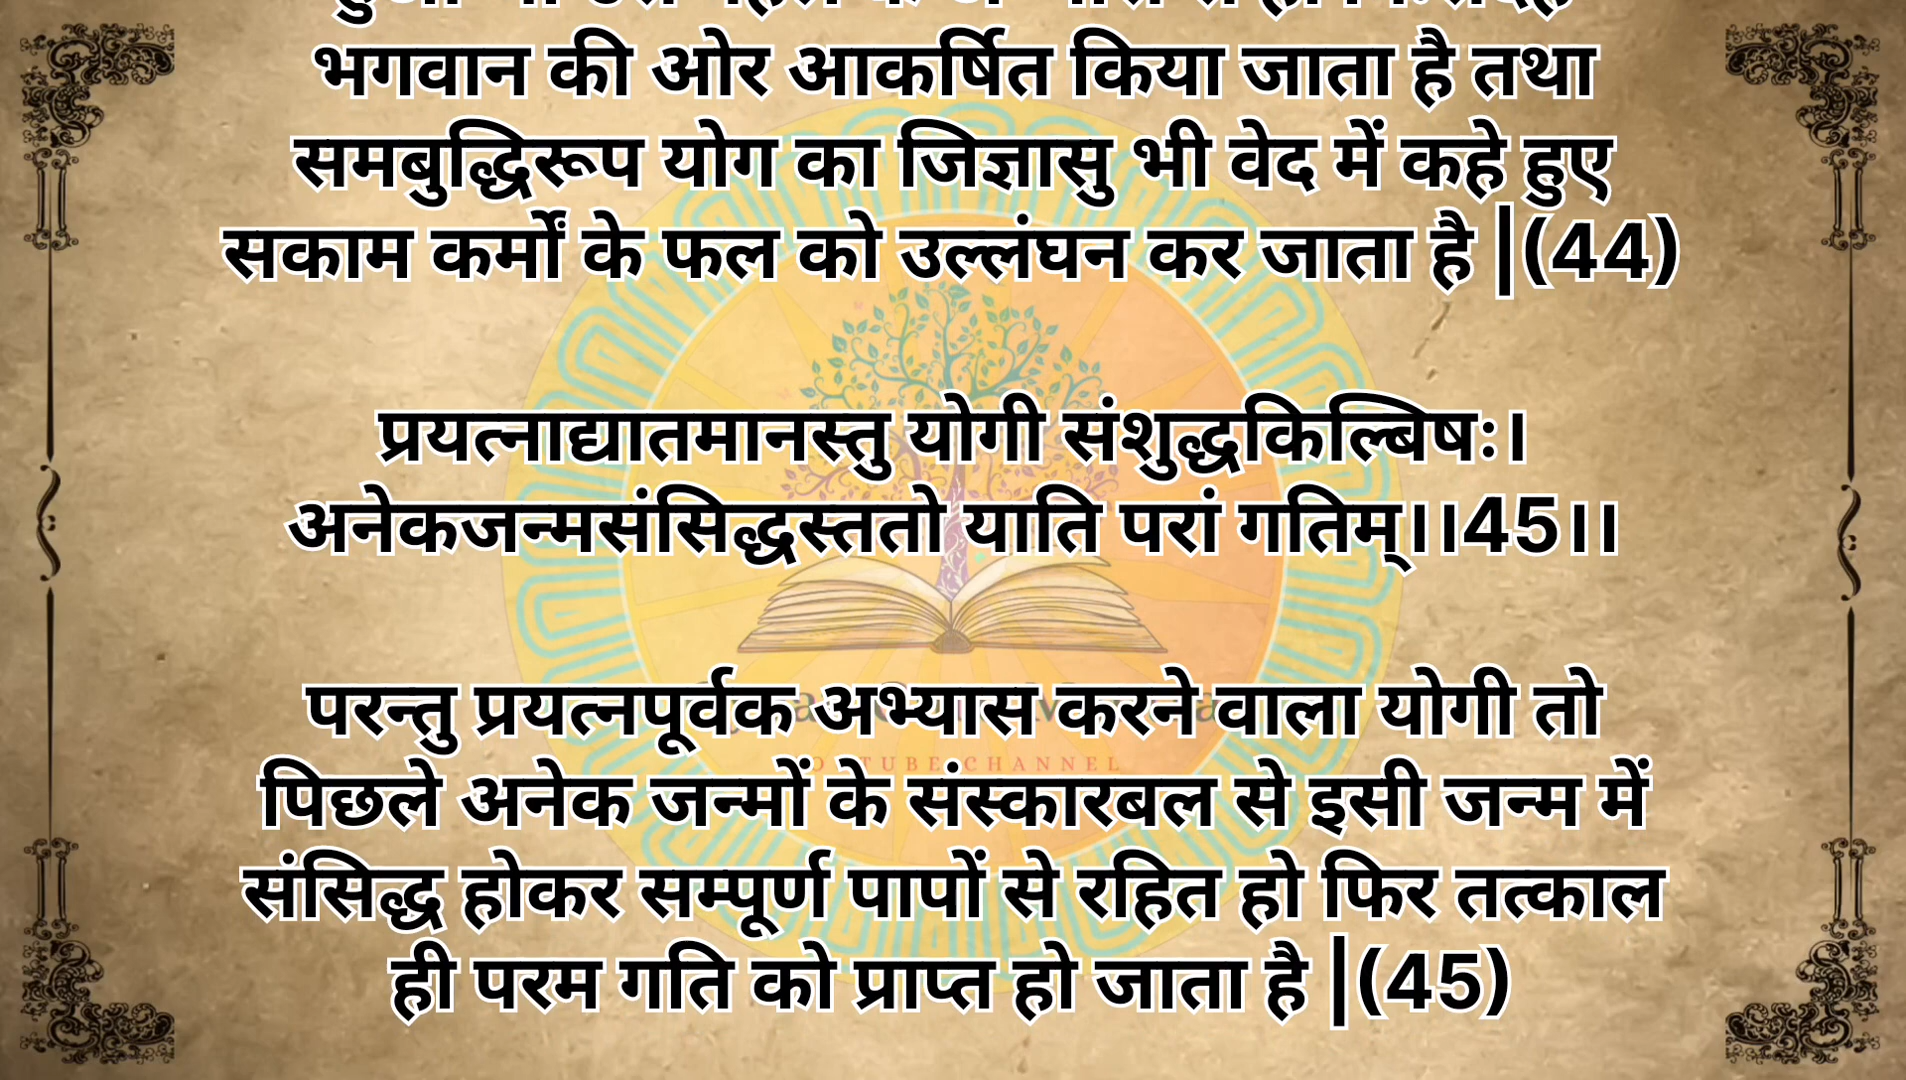 भगवान की ओर आकर्षित किया जाता है तथा
समबुद्धिरूप योग का जिज्ञासु भी वेद में कहे हुए
सकाम कर्मों के फल को उल्लंघन कर जाता है |(44)
प्रयत्नाद्यातमानस्तु योगी संशुद्धकिल्बिषः।
अनेकजन्मसंसिद्धस्ततो याति परां गतिम्।।45।।
परन्तु प्रयत्नपूर्वक अभ्यास करने वाला योगी तो
पिछले अनेक जन्मों के संस्कारबल से इसी जन्म में
संसिद्ध होकर सम्पूर्ण पापों से रहित हो फिर तत्काल
CHANNEL
ही परम गति को प्राप्त हो जाता है |(45)